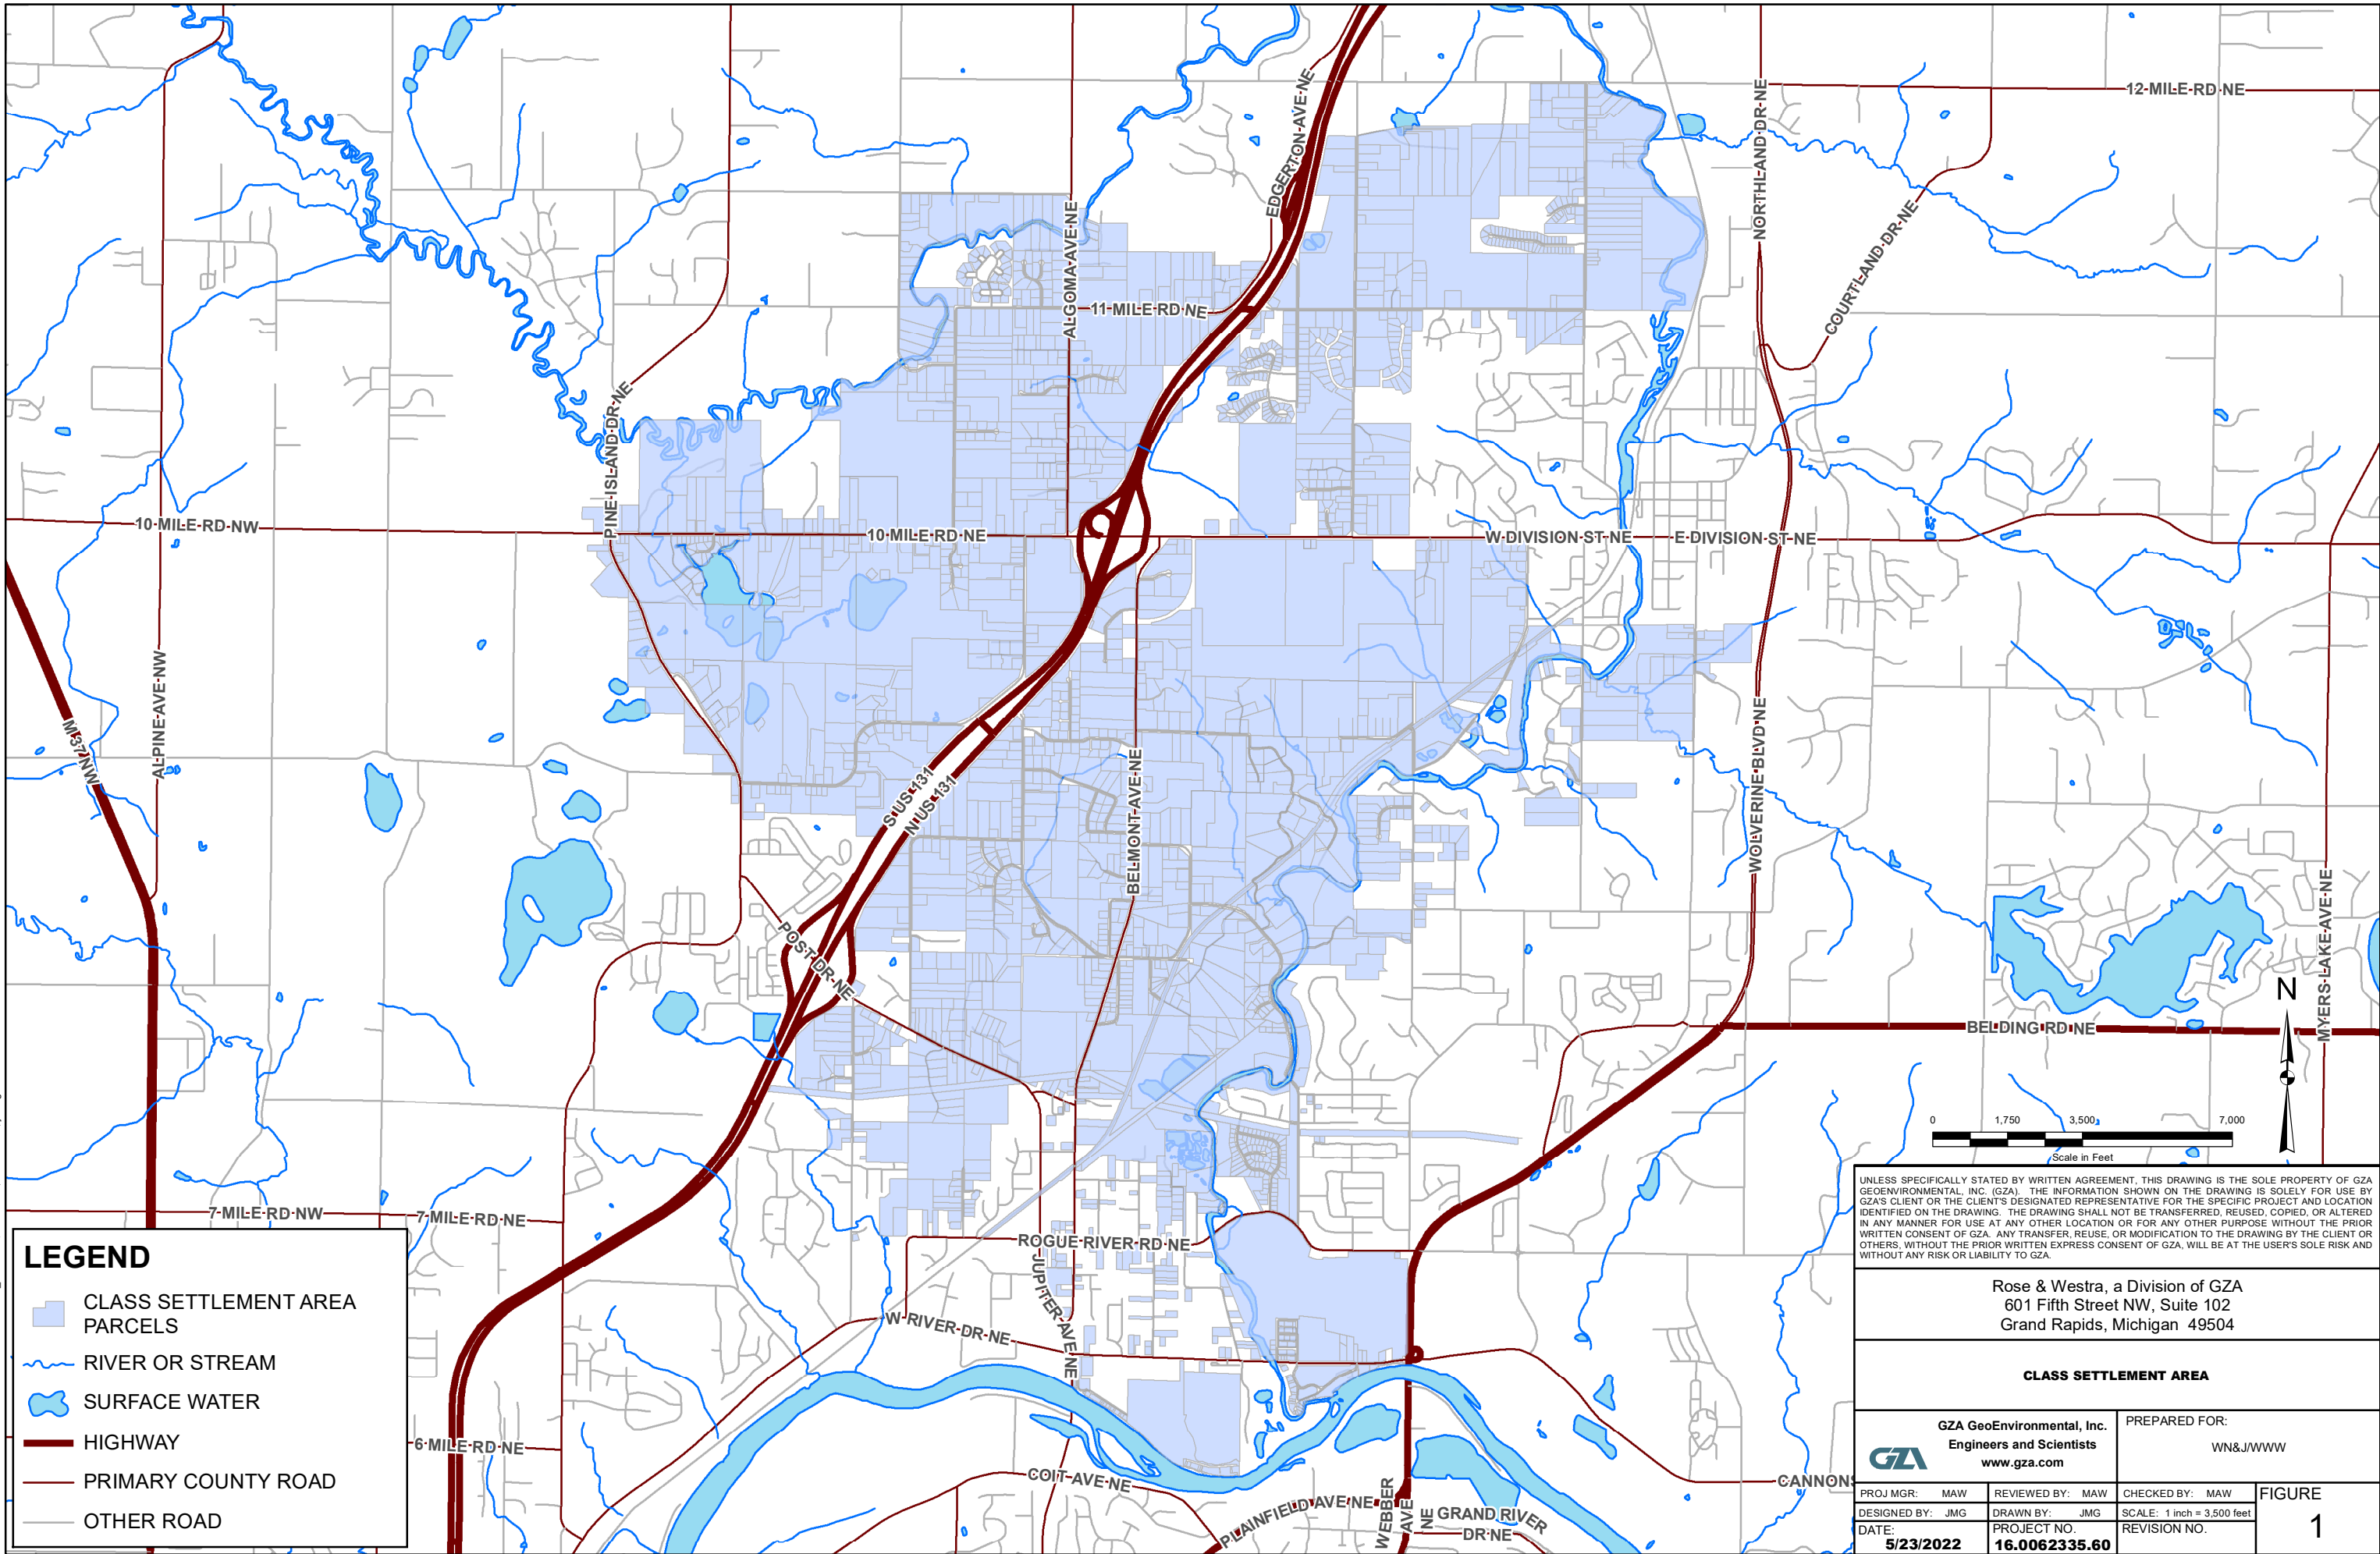 12 MILE RD NE
EDGERTON AVE NE
NORTHLAND DR NE
ALGOMA AVE NE
COURTLAND DR NE
11 MILE RD NE
PINE ISLAND DR NE
10 MILE RD NW
10 MILE RD NE
W DIVISION ST NE
E DIVISION ST NE
M 37 NW
ALPINE AVE NW
S US 131
N US 131
BELMONT AVE NE
WOLVERINE BLVD NE
POST DR NE
MYERS LAKE AVE NE
BELDING RD NE
N
0 1,750 3,500 7,000
Scale in Feet
7 MILE RD NW
7 MILE RD NE
ROGUE RIVER RD NE
JUPITER AVE NE
W RIVER DR NE
6 MILE RD NE
COIT AVE NE
PLAINFIELD AVE NE
WEBBER
AVE
NE
GRAND RIVER
DR NE
CANNONS
LEGEND
CLASS SETTLEMENT AREA
PARCELS
RIVER OR STREAM
SURFACE WATER
HIGHWAY
PRIMARY COUNTY ROAD
OTHER ROAD
UNLESS SPECIFICALLY STATED BY WRITTEN AGREEMENT, THIS DRAWING IS THE SOLE PROPERTY OF GZA
GEOENVIRONMENTAL, INC. (GZA). THE INFORMATION SHOWN ON THE DRAWING IS SOLELY FOR USE BY
GZA'S CLIENT OR THE CLIENT'S DESIGNATED REPRESENTATIVE FOR THE SPECIFIC PROJECT AND LOCATION
IDENTIFIED ON THE DRAWING. THE DRAWING SHALL NOT BE TRANSFERRED, REUSED, COPIED, OR ALTERED
IN ANY MANNER FOR USE AT ANY OTHER LOCATION OR FOR ANY OTHER PURPOSE WITHOUT THE PRIOR
WRITTEN CONSENT OF GZA. ANY TRANSFER, REUSE, OR MODIFICATION TO THE DRAWING BY THE CLIENT OR
OTHERS, WITHOUT THE PRIOR WRITTEN EXPRESS CONSENT OF GZA, WILL BE AT THE USER'S SOLE RISK AND
WITHOUT ANY RISK OR LIABILITY TO GZA.
Rose & Westra, a Division of GZA
601 Fifth Street NW, Suite 102
Grand Rapids, Michigan 49504
CLASS SETTLEMENT AREA
GZA
GZA GeoEnvironmental, Inc.
Engineers and Scientists
www.gza.com
PREPARED FOR:
WN&J/WWW
PROJ MGR: MAW
REVIEWED BY: MAW
CHECKED BY: MAW
DESIGNED BY: JMG
DRAWN BY: JMG
SCALE: 1 inch = 3,500 feet
DATE:
5/23/2022
PROJECT NO.
16.0062335.60
REVISION NO.
FIGURE
1